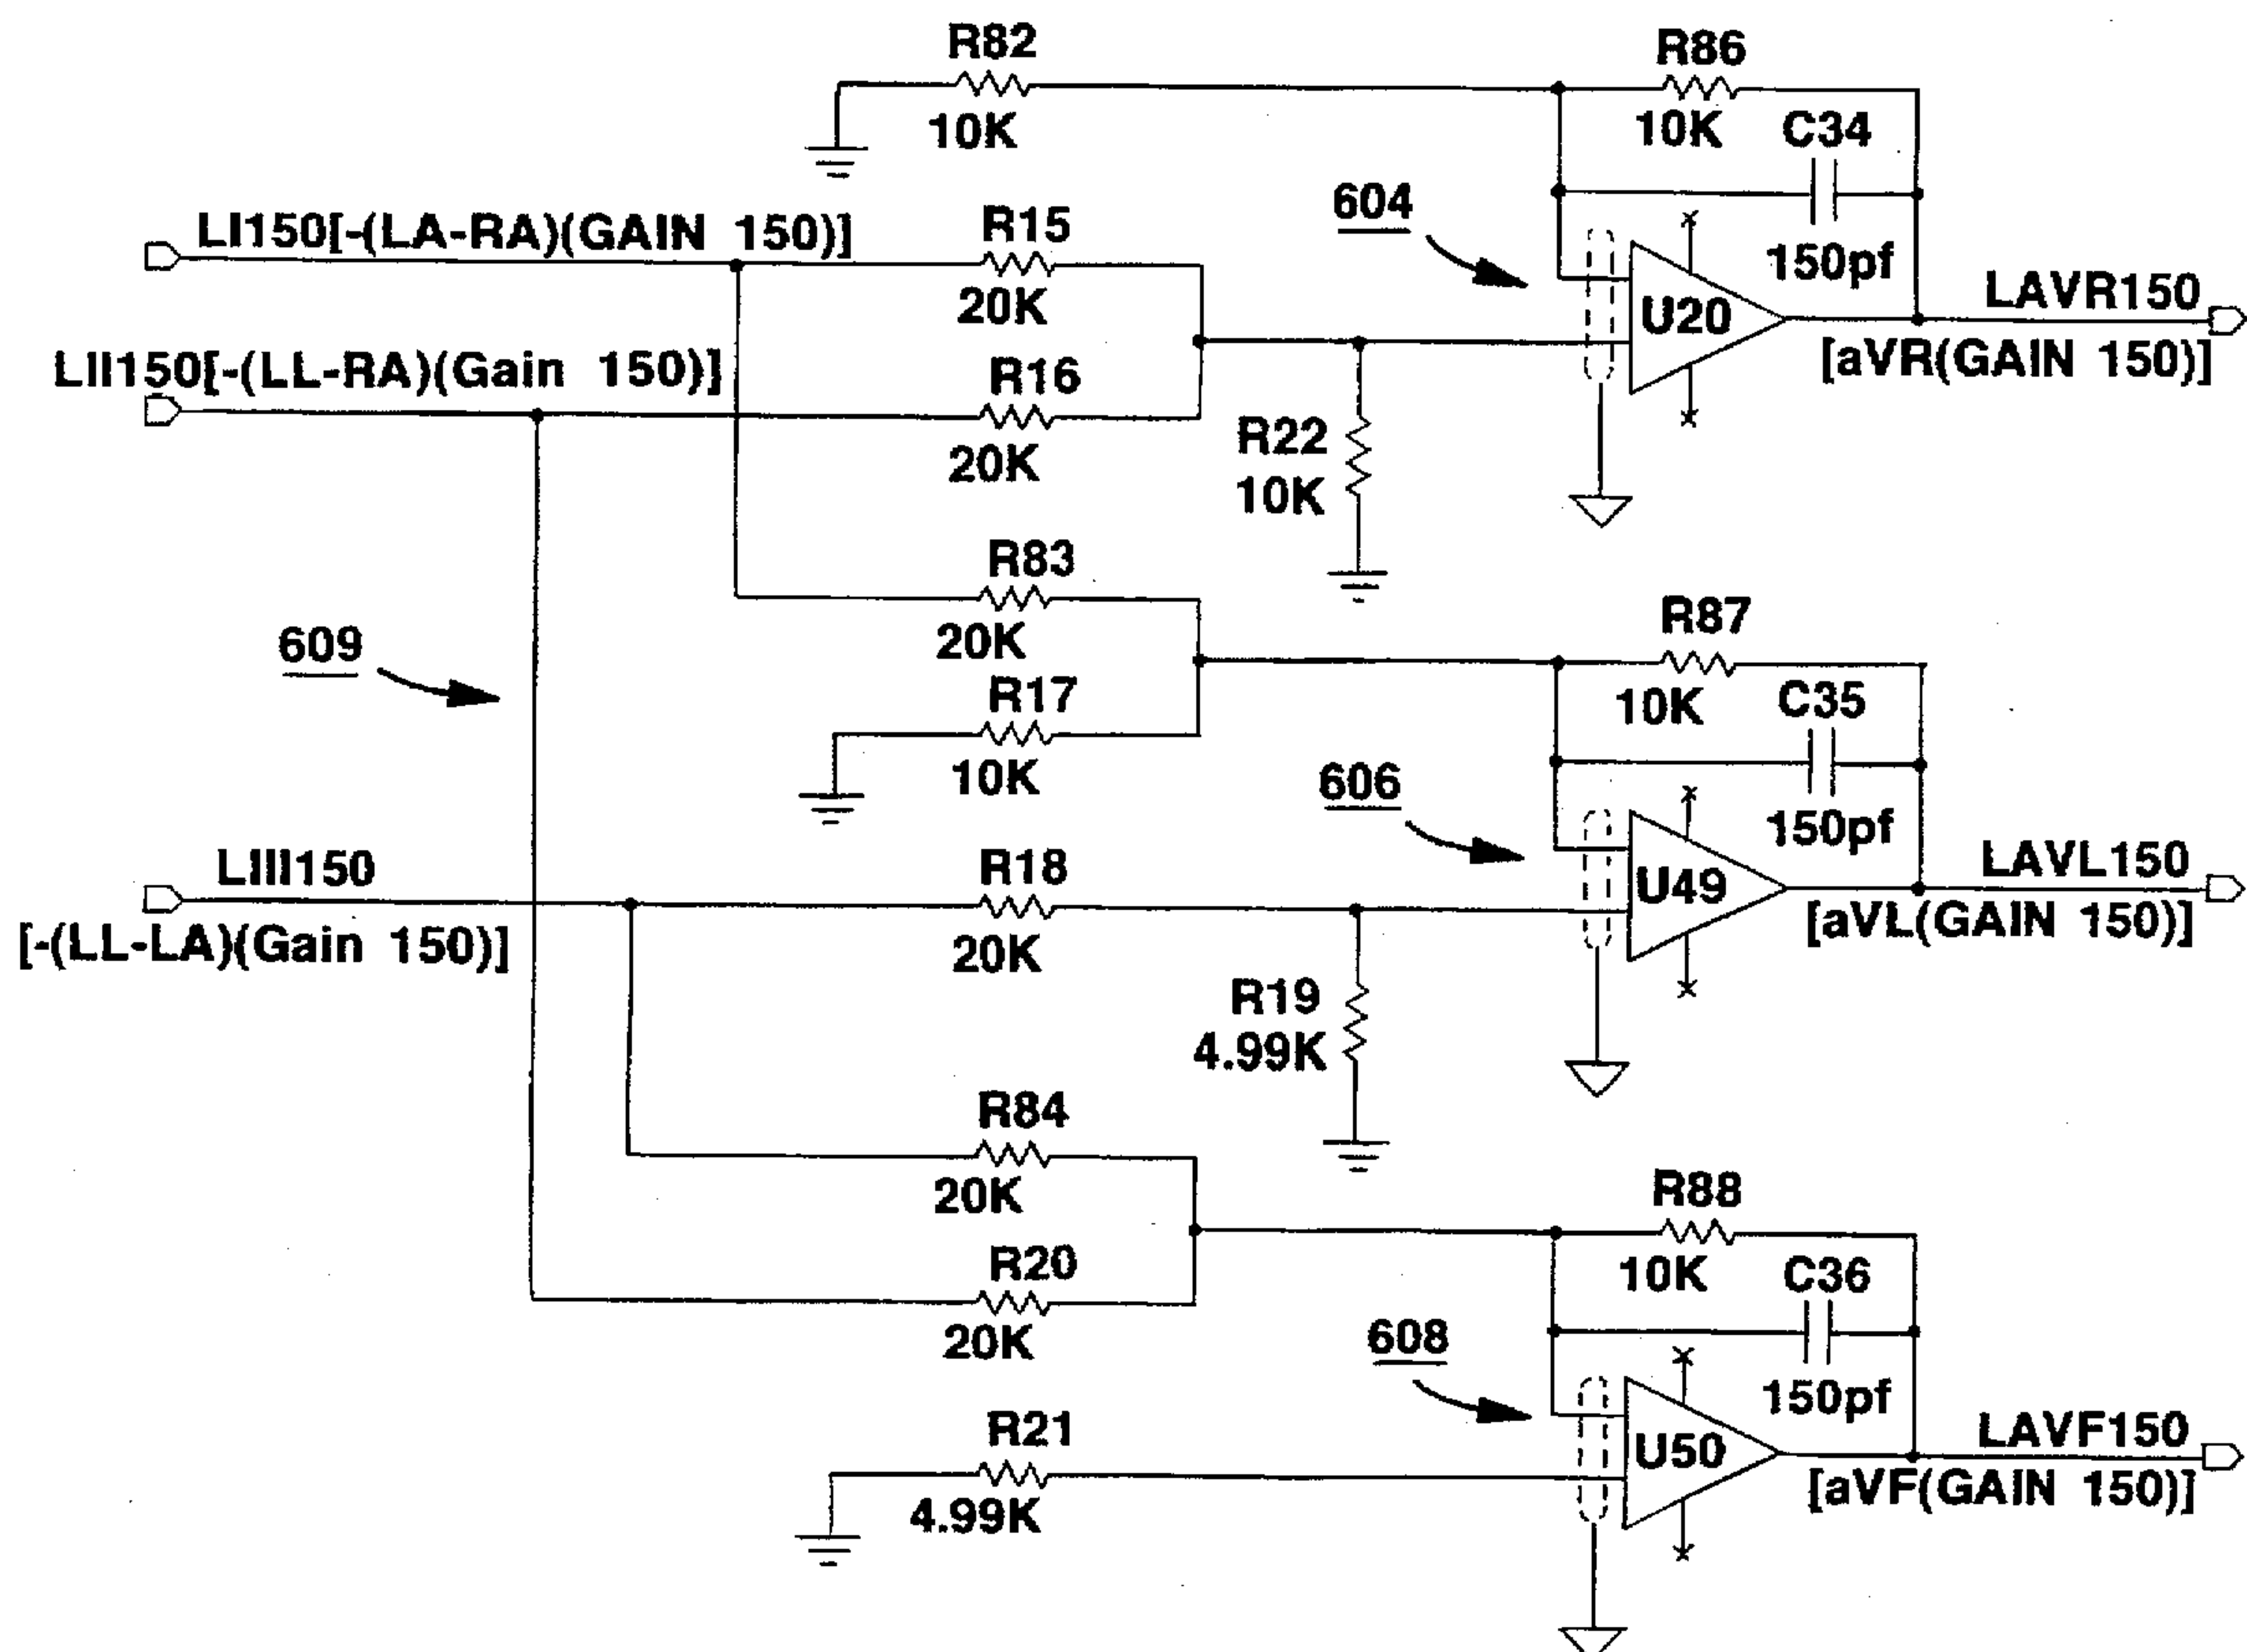 R82
10K
R86
10K
C34
150pf
604
LI150[-(LA-RA)(GAIN 150)]
R15
20K
U20
LAVR150
[aVR(GAIN 150)]
LII150[-(LL-RA)(Gain 150)]
R16
20K
R22
10K
R83
20K
609
R17
10K
R87
10K
C35
150pf
606
LIII150
[-(LL-LA)(Gain 150)]
R18
20K
U49
LAVL150
[aVL(GAIN 150)]
R19
4.99K
R84
20K
R88
10K
C36
150pf
R20
20K
608
R21
4.99K
U50
LAVF150
[aVF(GAIN 150)]